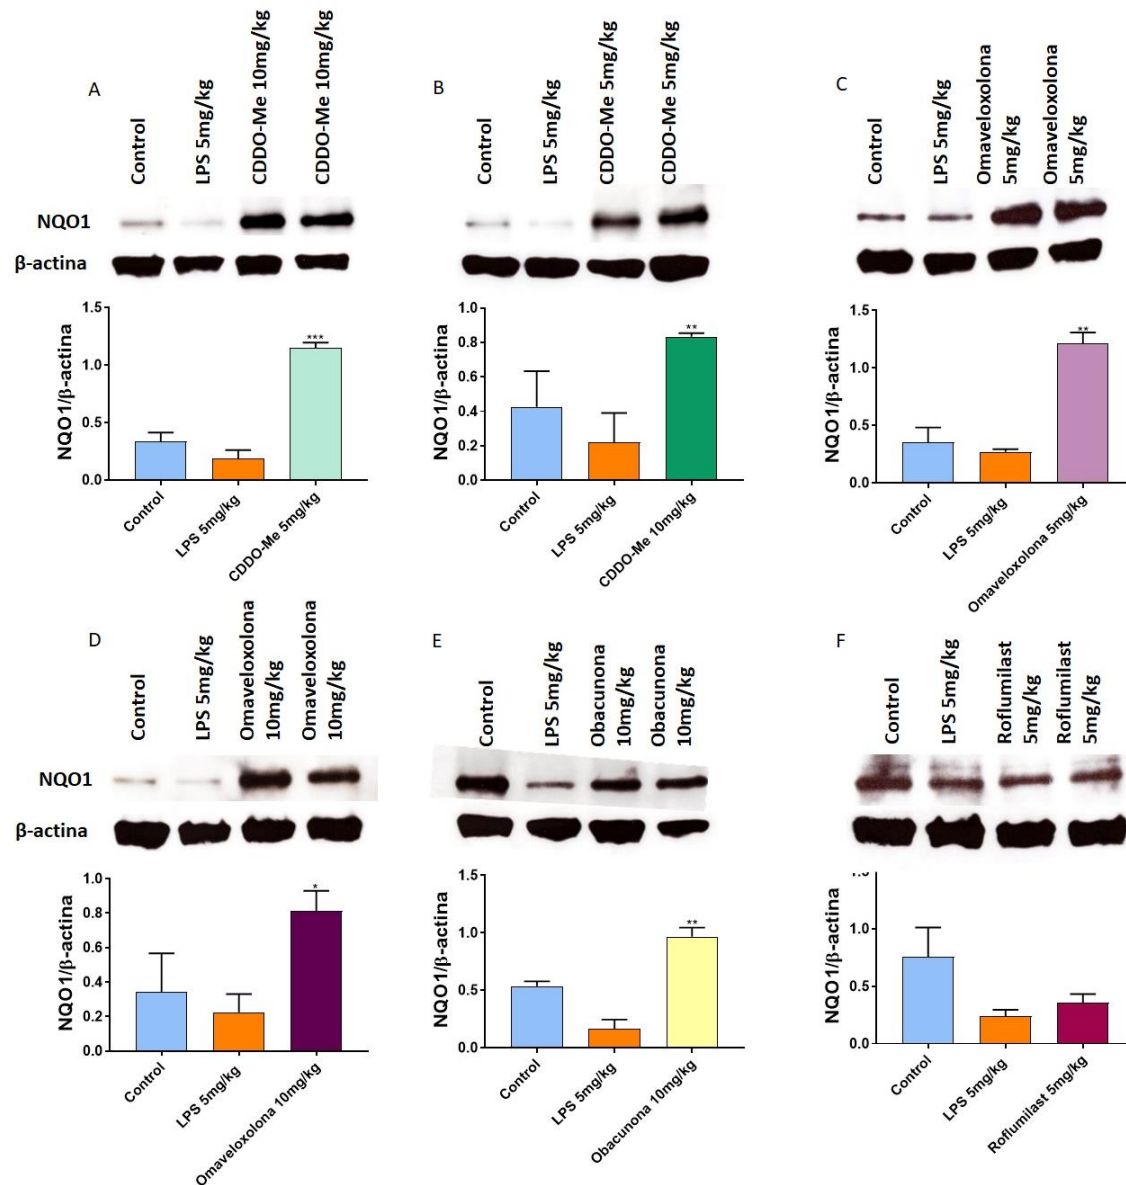 A
Control
LPS 5mg/kg
CDDO-Me 10mg/kg
CDDO-Me 10mg/kg
NQO1
β-actina
NQO1/β-actina
1.5
1.0
0.5
0.0
***
Control
LPS 5mg/kg
CDDO-Me 5mg/kg
B
Control
LPS 5mg/kg
CDDO-Me 5mg/kg
CDDO-Me 5mg/kg
NQO1/β-actina
1.0
0.8
0.6
0.4
0.2
0.0
**
Control
LPS 5mg/kg
CDDO-Me 10mg/kg
C
Control
LPS 5mg/kg
Omaveloxolona
5mg/kg
Omaveloxolona
5mg/kg
NQO1/β-actina
1.5
1.0
0.5
0.0
**
Control
LPS 5mg/kg
Omaveloxolona 5mg/kg
D
Control
LPS 5mg/kg
Omaveloxolona
10mg/kg
Omaveloxolona
10mg/kg
NQO1
β-actina
NQO1/β-actina
1.0
0.8
0.6
0.4
0.2
0.0
*
Control
LPS 5mg/kg
Omaveloxolona 10mg/kg
E
Control
LPS 5mg/kg
Obacunona
10mg/kg
Obacunona
10mg/kg
NQO1/β-actina
1.5
1.0
0.5
0.0
**
Control
LPS 5mg/kg
Obacunona 10mg/kg
F
Control
LPS 5mg/kg
Roflumilast
5mg/kg
Roflumilast
5mg/kg
NQO1/β-actina
1.0
0.5
0.0
Control
LPS 5mg/kg
Roflumilast 5mg/kg